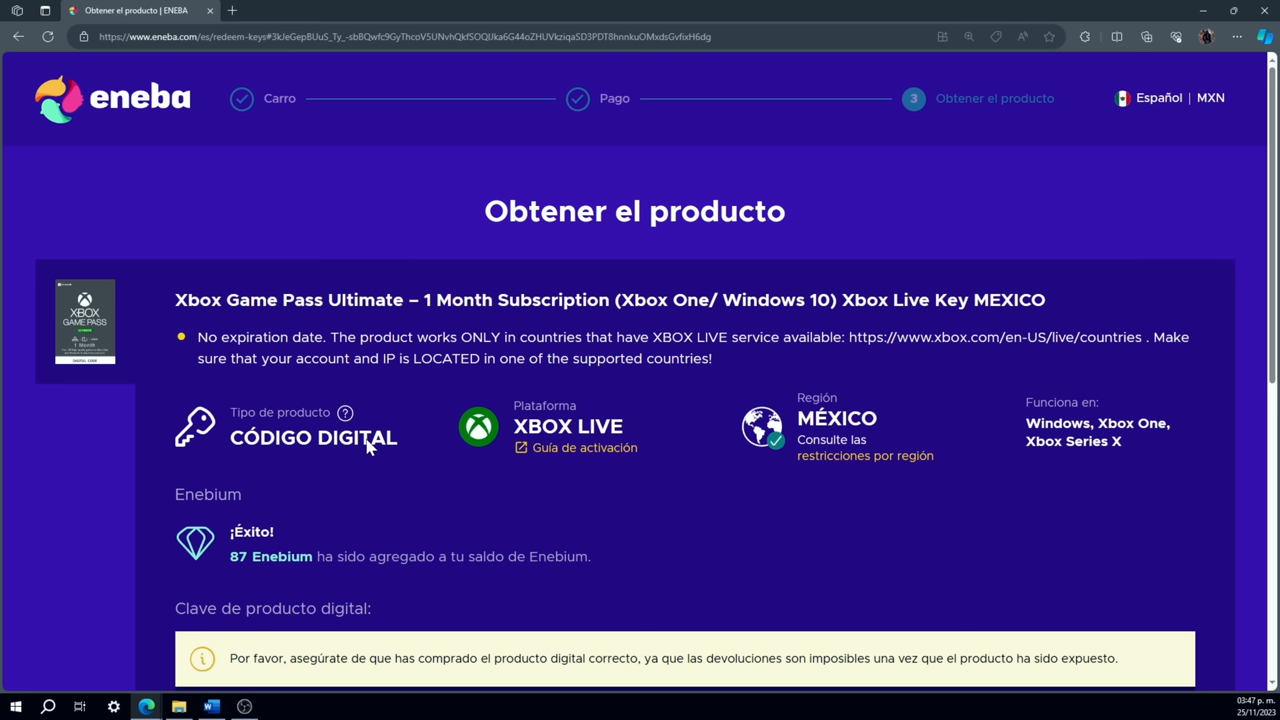 Obtener el producto | ENEBA
https://www.eneba.com/es/redeem-keys#3kJeGepBUuS_Ty_-sbBQwfc9GyThcoV5UNvhQkfSOQIJka6G44oZHUVkziqaSD3PDT8hnnkuOMxdsGvfixH6dg
eneba
Carro
Pago
3 Obtener el producto
Español | MXN
Obtener el producto
XBOX
GAME PASS
ULTIMATE
1 Month
DIGITAL CODE
Xbox Game Pass Ultimate – 1 Month Subscription (Xbox One/ Windows 10) Xbox Live Key MEXICO
No expiration date. The product works ONLY in countries that have XBOX LIVE service available: https://www.xbox.com/en-US/live/countries . Make
sure that your account and IP is LOCATED in one of the supported countries!
Tipo de producto ?
CÓDIGO DIGITAL
Plataforma
XBOX LIVE
Guía de activación
Región
MÉXICO
Consulte las
restricciones por región
Funciona en:
Windows, Xbox One,
Xbox Series X
Enebium
¡Éxito!
87 Enebium ha sido agregado a tu saldo de Enebium.
Clave de producto digital:
Por favor, asegúrate de que has comprado el producto digital correcto, ya que las devoluciones son imposibles una vez que el producto ha sido expuesto.
03:47 p. m.
25/11/2023